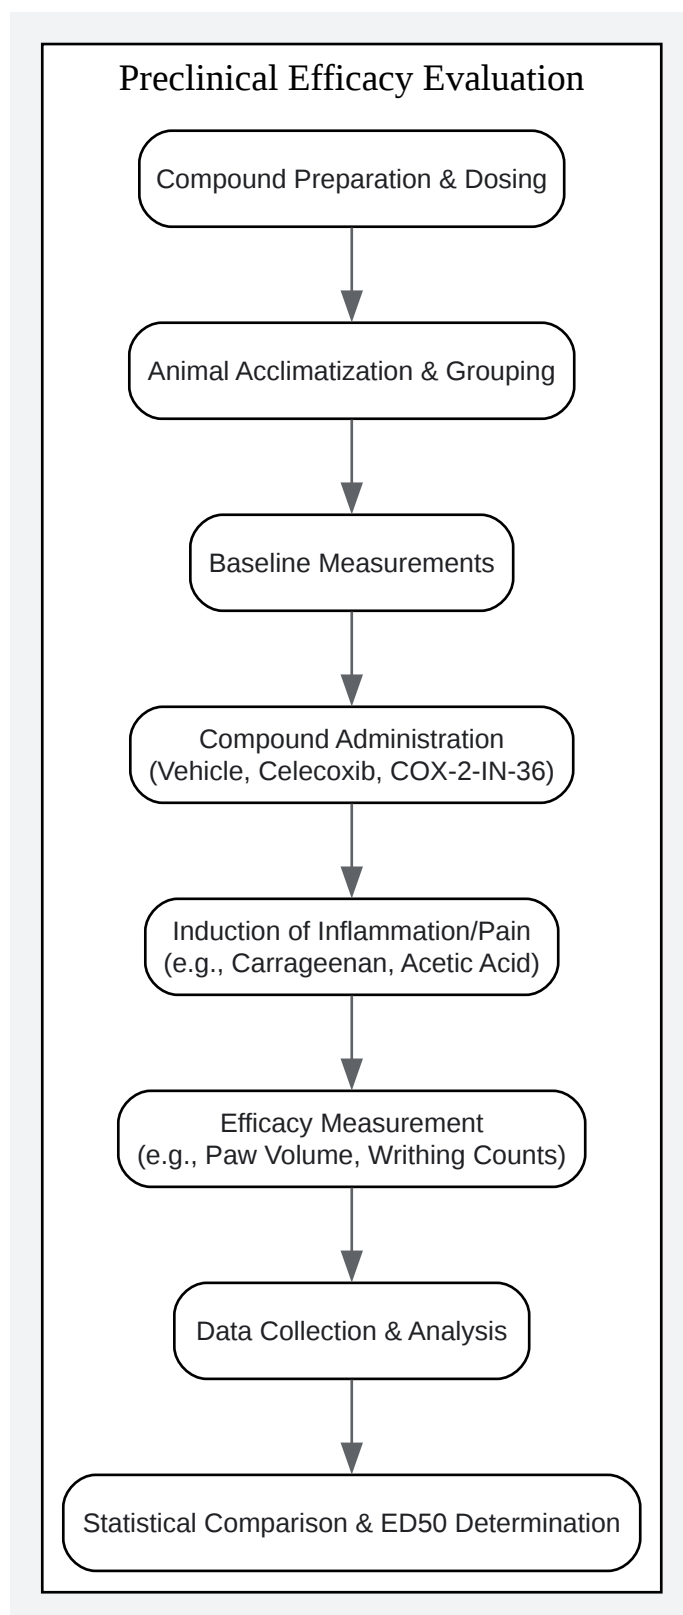 Preclinical Efficacy Evaluation
Compound Preparation & Dosing
Animal Acclimatization & Grouping
Baseline Measurements
Compound Administration
(Vehicle, Celecoxib, COX-2-IN-36)
Induction of Inflammation/Pain
(e.g., Carrageenan, Acetic Acid)
Efficacy Measurement
(e.g., Paw Volume, Writhing Counts)
Data Collection & Analysis
Statistical Comparison & ED50 Determination